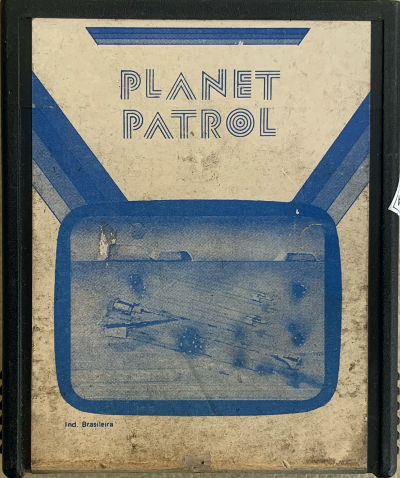 PLANET
PATROL
Ind. Brasileira